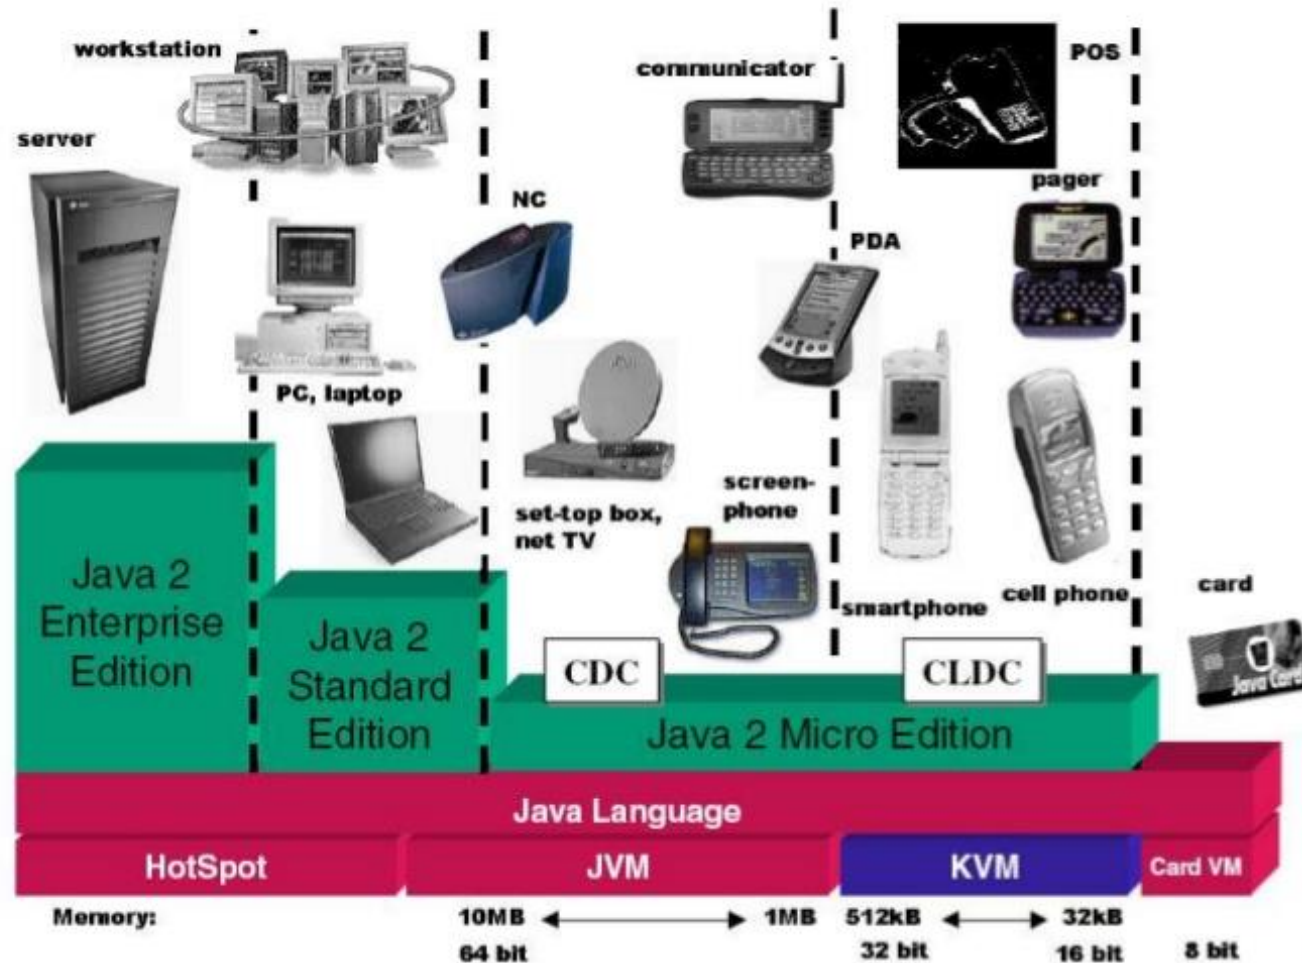 workstation
communicator
POS
server
pager
NC
PDA
PC, laptop
screen-
phone
set-top box,
net TV
smartphone
cell phone
card
Java Card
Java 2
Enterprise
Edition
Java 2
Standard
Edition
CDC
CLDC
Java 2 Micro Edition
Java Language
HotSpot
JVM
KVM
Card VM
Memory:
10MB
1MB
512kB
32kB
64 bit
32 bit
16 bit
8 bit